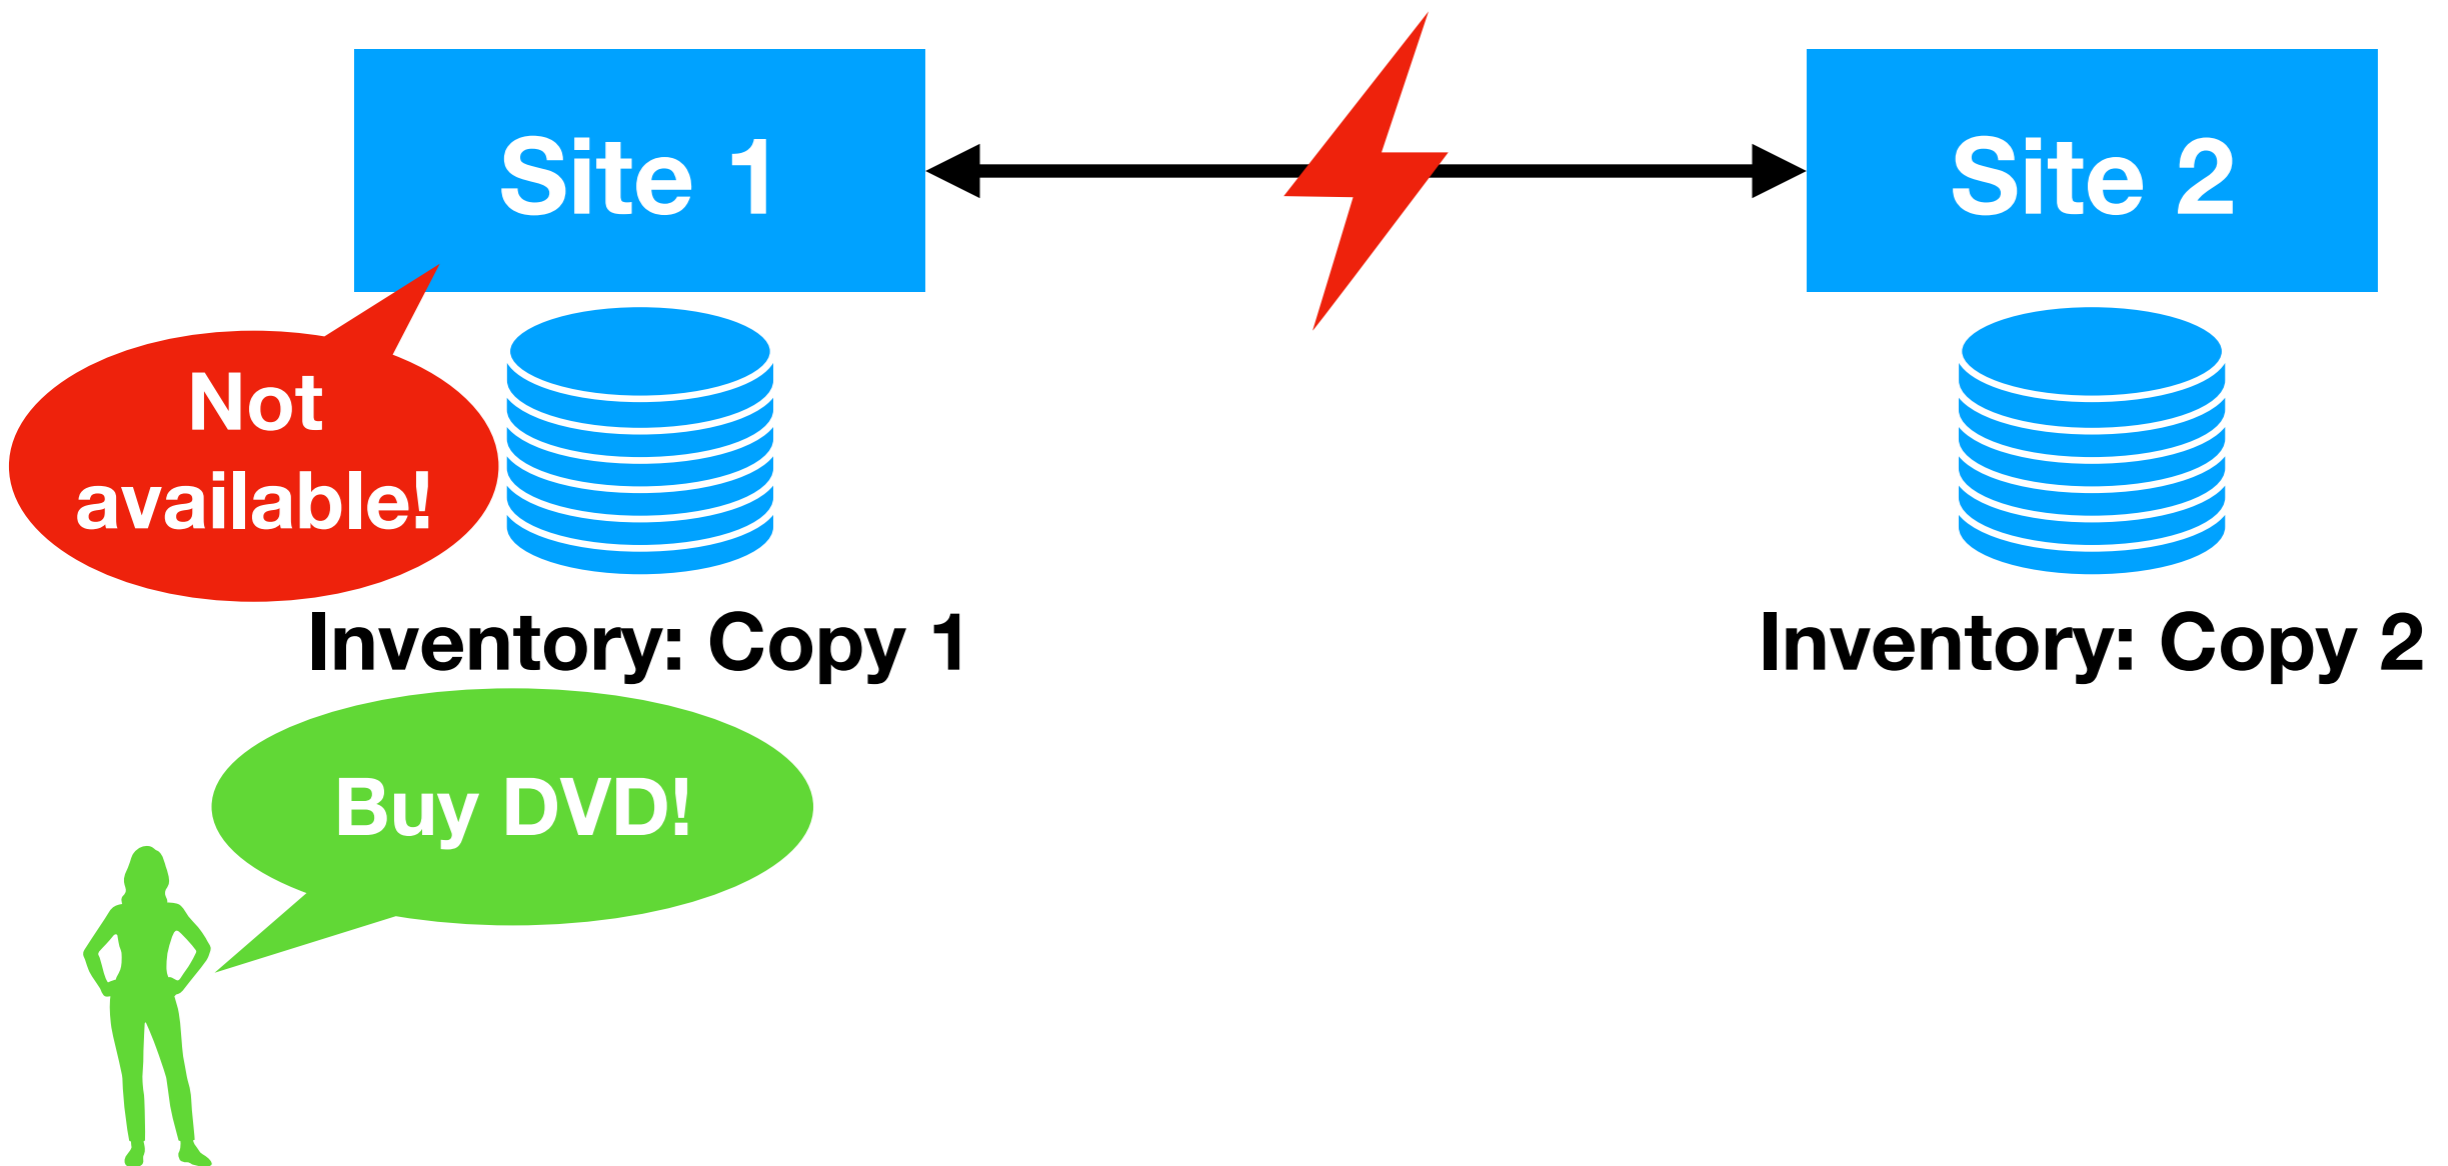 Site 1
Site 2
Not
available!
Inventory: Copy 1
Inventory: Copy 2
Buy DVD!